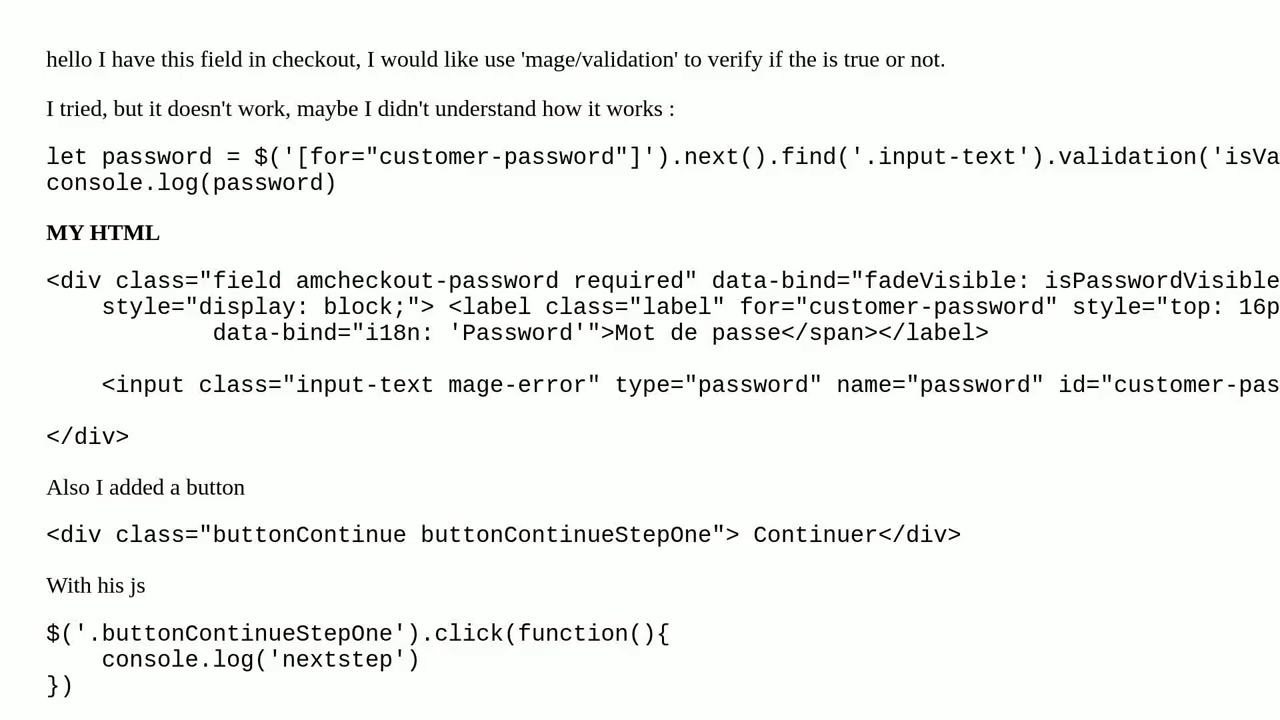 hello I have this field in checkout, I would like use 'mage/validation' to verify if the is true or not.
I tried, but it doesn't work, maybe I didn't understand how it works :
let password = $('[for="customer-password"]').next().find('.input-text').validation('isVa
console.log(password)
MY HTML
<div class="field amcheckout-password required" data-bind="fadeVisible: isPasswordVisible
    style="display: block;"> <label class="label" for="customer-password" style="top: 16p
            data-bind="i18n: 'Password'">Mot de passe</span></label>
    <input class="input-text mage-error" type="password" name="password" id="customer-pas
</div>
Also I added a button
<div class="buttonContinue buttonContinueStepOne"> Continuer</div>
With his js
$('.buttonContinueStepOne').click(function(){
    console.log('nextstep')
})